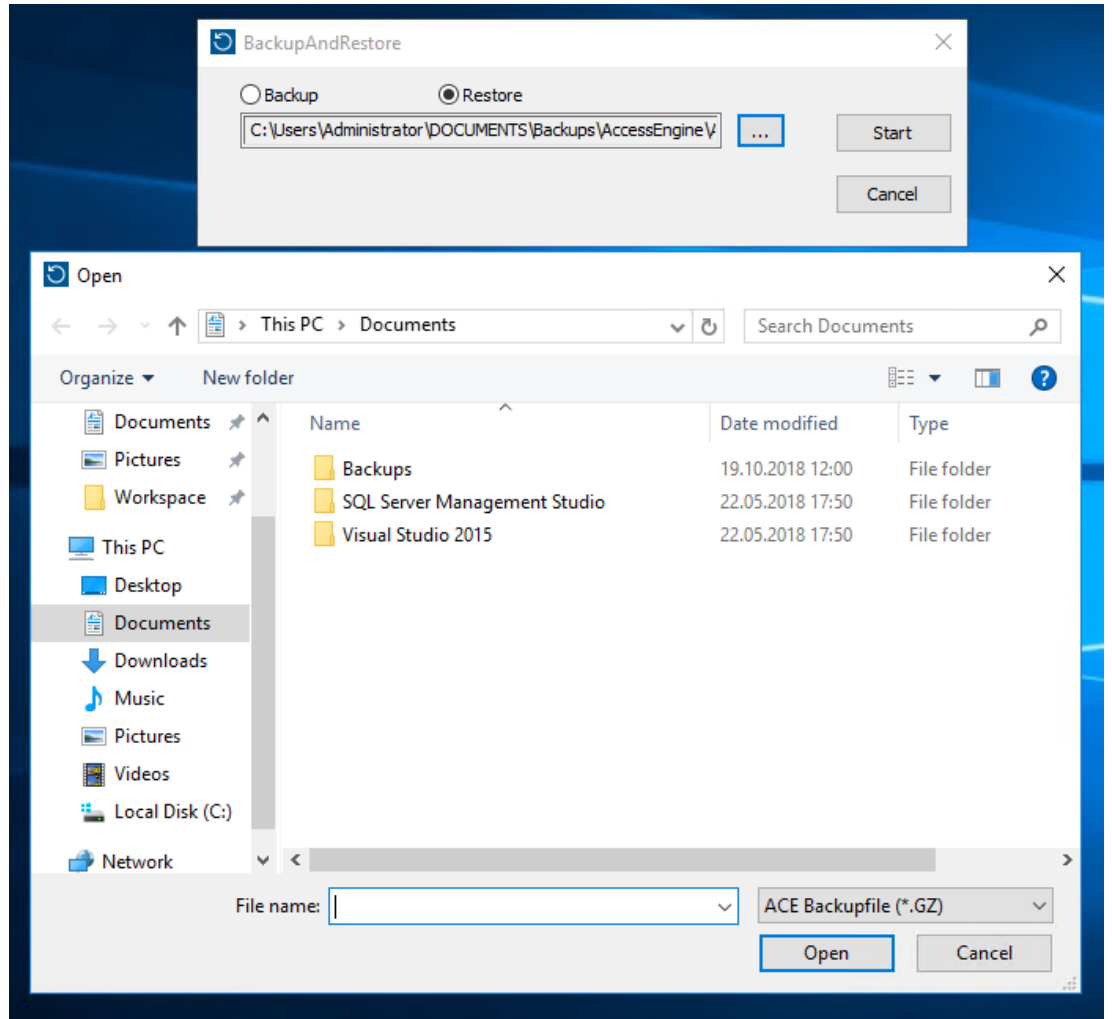 BackupAndRestore
Backup Restore
C:\Users\Administrator\DOCUMENTS\Backups\AccessEngine\ ... Start
Cancel
Open
This PC > Documents Search Documents
Organize New folder
Name Date modified Type
Documents
Pictures
Workspace
This PC
Desktop
Documents
Downloads
Music
Pictures
Videos
Local Disk (C:)
Network
Backups 19.10.2018 12:00 File folder
SQL Server Management Studio 22.05.2018 17:50 File folder
Visual Studio 2015 22.05.2018 17:50 File folder
File name: ACE Backupfile (*.GZ)
Open Cancel